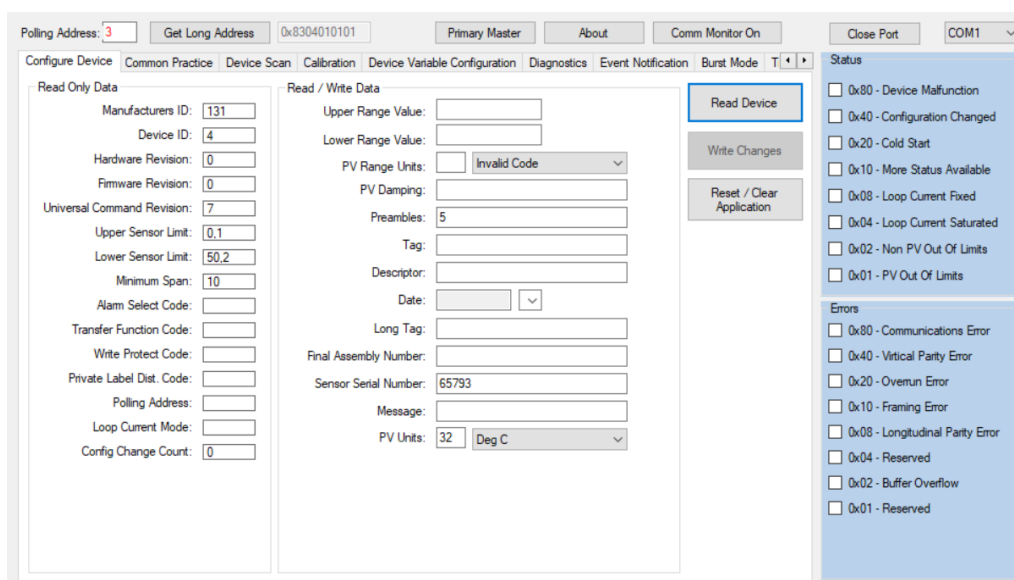 Polling Address: 3 Get Long Address 0x8304010101 Primary Master About Comm Monitor On Close Port COM1
Configure Device Common Practice Device Scan Calibration Device Variable Configuration Diagnostics Event Notification Burst Mode T
Read Only Data
Manufacturers ID: 131
Device ID: 4
Hardware Revision: 0
Firmware Revision: 0
Universal Command Revision: 7
Upper Sensor Limit: 0,1
Lower Sensor Limit: 50,2
Minimum Span: 10
Alarm Select Code:
Transfer Function Code:
Write Protect Code:
Private Label Dist. Code:
Polling Address:
Loop Current Mode:
Config Change Count: 0
Read / Write Data
Upper Range Value:
Lower Range Value:
PV Range Units: Invalid Code
PV Damping:
Preambles: 5
Tag:
Descriptor:
Date:
Long Tag:
Final Assembly Number:
Sensor Serial Number: 65793
Message:
PV Units: 32 Deg C
Read Device
Write Changes
Reset / Clear
Application
Status
0x80 - Device Malfunction
0x40 - Configuration Changed
0x20 - Cold Start
0x10 - More Status Available
0x08 - Loop Current Fixed
0x04 - Loop Current Saturated
0x02 - Non PV Out Of Limits
0x01 - PV Out Of Limits
Errors
0x80 - Communications Error
0x40 - Virtical Parity Error
0x20 - Overrun Error
0x10 - Framing Error
0x08 - Longitudinal Parity Error
0x04 - Reserved
0x02 - Buffer Overflow
0x01 - Reserved